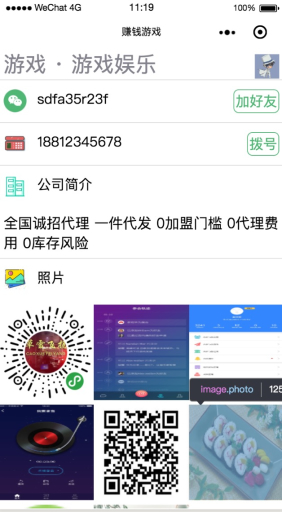 WeChat 4G
11:19
100%
赚钱游戏
游戏 · 游戏娱乐
sdfa35r23f
加好友
18812345678
拨号
公司简介
全国诚招代理 一件代发 0加盟门槛 0代理费
用 0库存风险
照片
image.photo
125